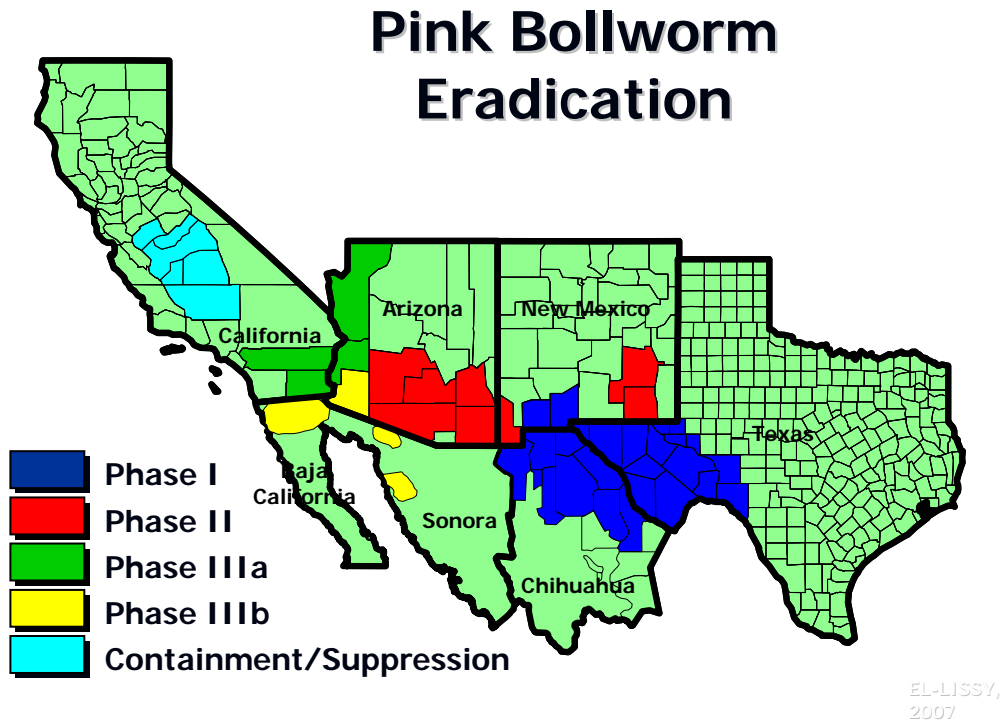 Pink Bollworm
Eradication
Arizona
New Mexico
California
Texas
Baja
California
Sonora
Chihuahua
Phase I
Phase II
Phase IIIa
Phase IIIb
Containment/Suppression
EL-LISSY,
2007